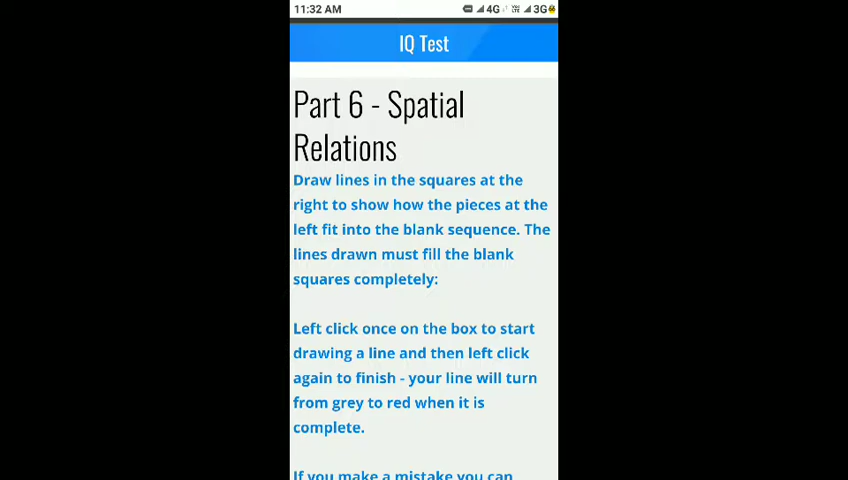 11:32 AM 4G 3G
IQ Test
Part 6 - Spatial
Relations
Draw lines in the squares at the
right to show how the pieces at the
left fit into the blank sequence. The
lines drawn must fill the blank
squares completely:
Left click once on the box to start
drawing a line and then left click
again to finish - your line will turn
from grey to red when it is
complete.
If you make a mistake you can